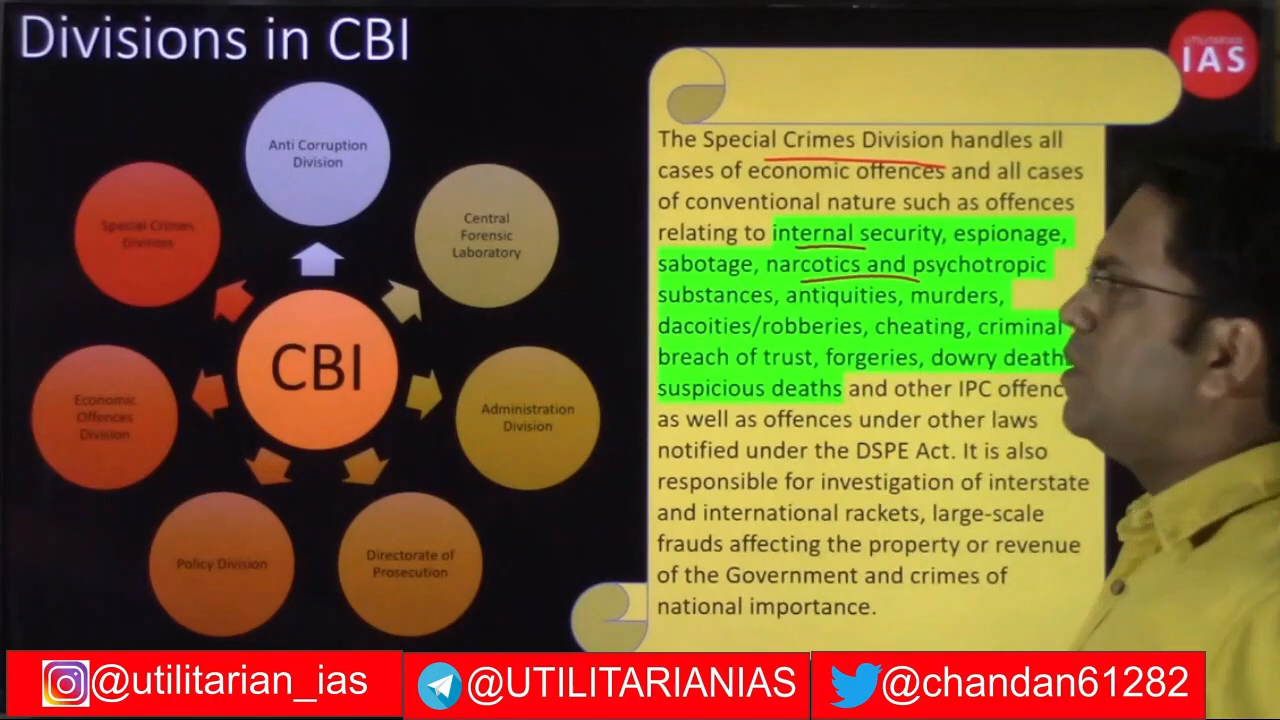 Divisions in CBI
UTILITARIAN
IAS
Anti Corruption
Division
Central
Forensic
Laboratory
Administration
Division
Directorate of
Prosecution
Policy Division
Economic
Offences
Division
Special Crimes
Division
CBI
The Special Crimes Division handles all
cases of economic offences and all cases
of conventional nature such as offences
relating to internal security, espionage,
sabotage, narcotics and psychotropic
substances, antiquities, murders,
dacoities/robberies, cheating, criminal
breach of trust, forgeries, dowry death
suspicious deaths and other IPC offenc
as well as offences under other laws
notified under the DSPE Act. It is also
responsible for investigation of interstate
and international rackets, large-scale
frauds affecting the property or revenue
of the Government and crimes of
national importance.
@utilitarian_ias
@UTILITARIANIAS
@chandan61282